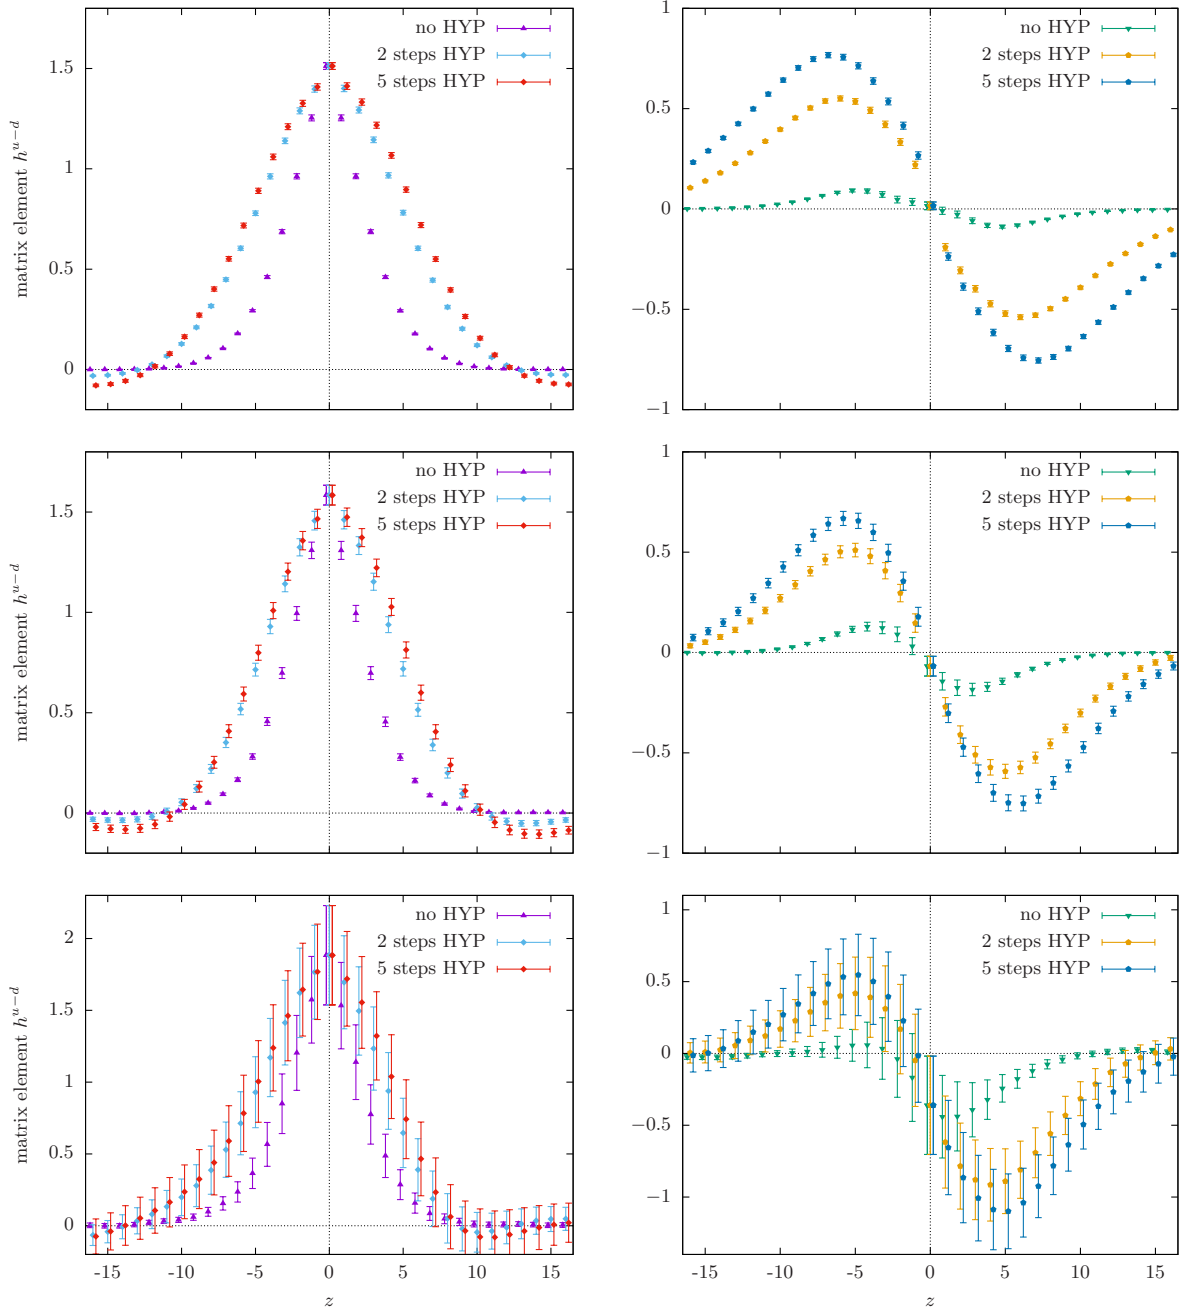 1.5
1
0.5
0
matrix element h^{u−d}
no HYP
2 steps HYP
5 steps HYP
1
0.5
0
−0.5
−1
no HYP
2 steps HYP
5 steps HYP
1.5
1
0.5
0
matrix element h^{u−d}
no HYP
2 steps HYP
5 steps HYP
1
0.5
0
−0.5
−1
no HYP
2 steps HYP
5 steps HYP
2
1.5
1
0.5
0
matrix element h^{u−d}
no HYP
2 steps HYP
5 steps HYP
-15 -10 -5 0 5 10 15
z
1
0.5
0
−0.5
−1
no HYP
2 steps HYP
5 steps HYP
-15 -10 -5 0 5 10 15
z